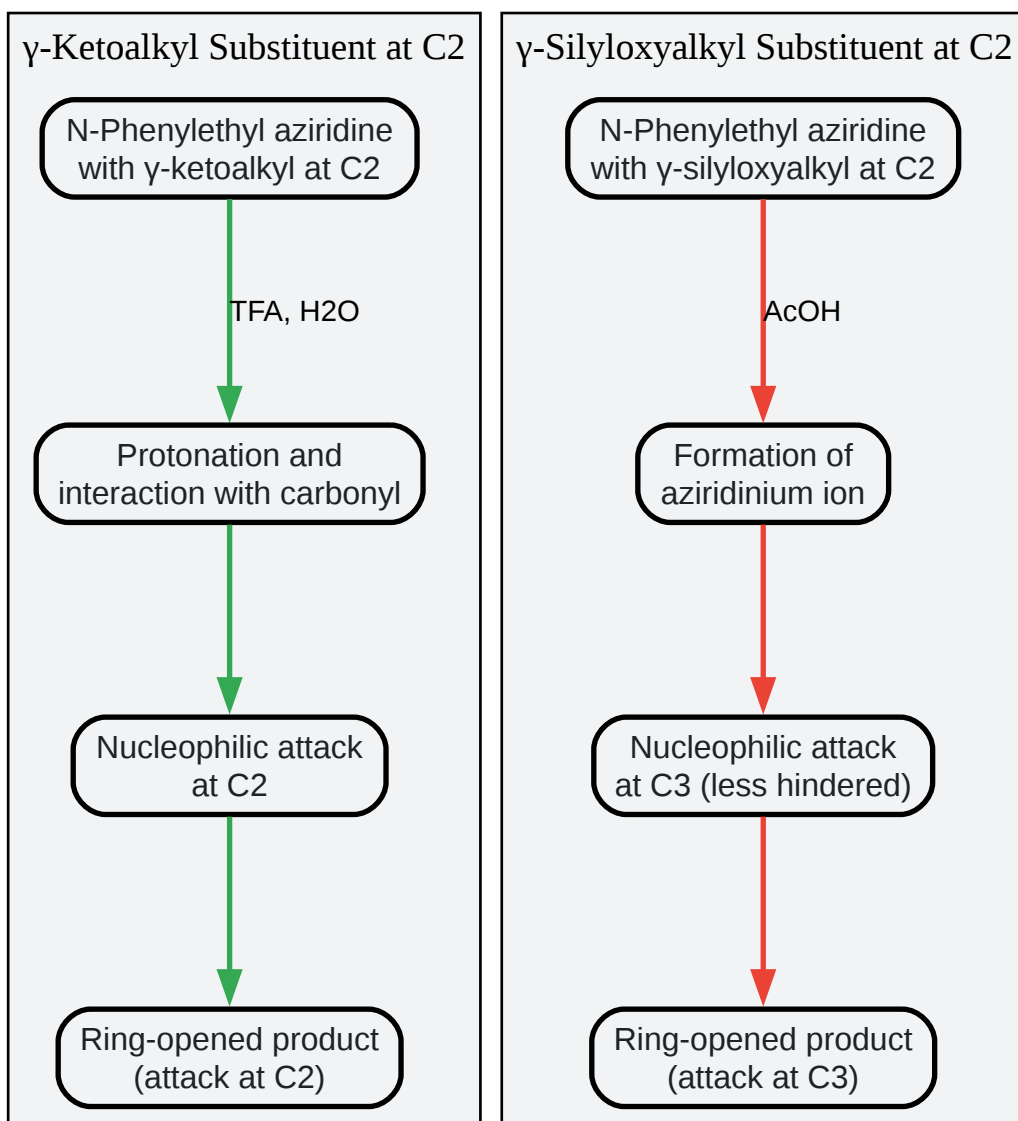 γ-Ketoalkyl Substituent at C2
N-Phenylethyl aziridine
with γ-ketoalkyl at C2
TFA, H2O
Protonation and
interaction with carbonyl
Nucleophilic attack
at C2
Ring-opened product
(attack at C2)
γ-Silyloxyalkyl Substituent at C2
N-Phenylethyl aziridine
with γ-silyloxyalkyl at C2
AcOH
Formation of
aziridinium ion
Nucleophilic attack
at C3 (less hindered)
Ring-opened product
(attack at C3)